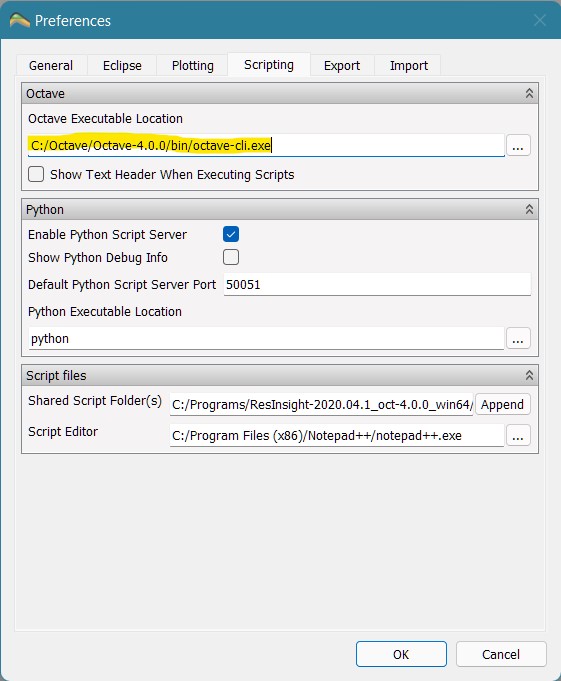 Preferences
General Eclipse Plotting Scripting Export Import
Octave
Octave Executable Location
C:/Octave/Octave-4.0.0/bin/octave-cli.exe ...
Show Text Header When Executing Scripts
Python
Enable Python Script Server
Show Python Debug Info
Default Python Script Server Port 50051
Python Executable Location
python ...
Script files
Shared Script Folder(s) C:/Programs/ResInsight-2020.04.1_oct-4.0.0_win64/ Append
Script Editor C:/Program Files (x86)/Notepad++/notepad++.exe ...
OK Cancel